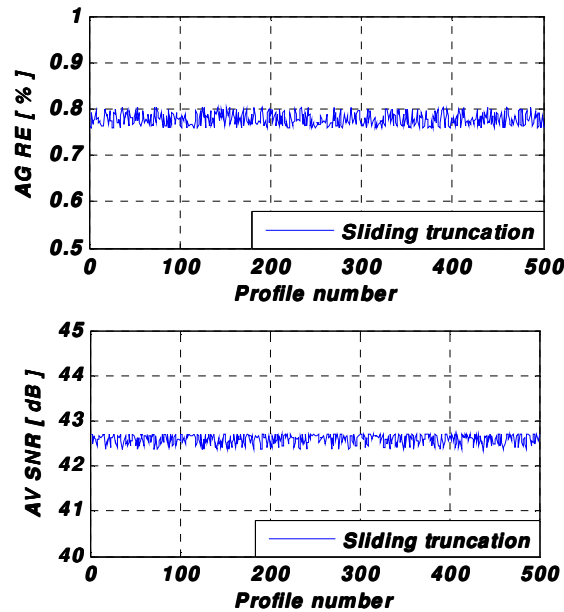 1
0.9
0.8
0.7
0.6
0.5
AG RE [ % ]
Sliding truncation
0 100 200 300 400 500
Profile number
45
44
43
42
41
40
AV SNR [ dB ]
Sliding truncation
0 100 200 300 400 500
Profile number